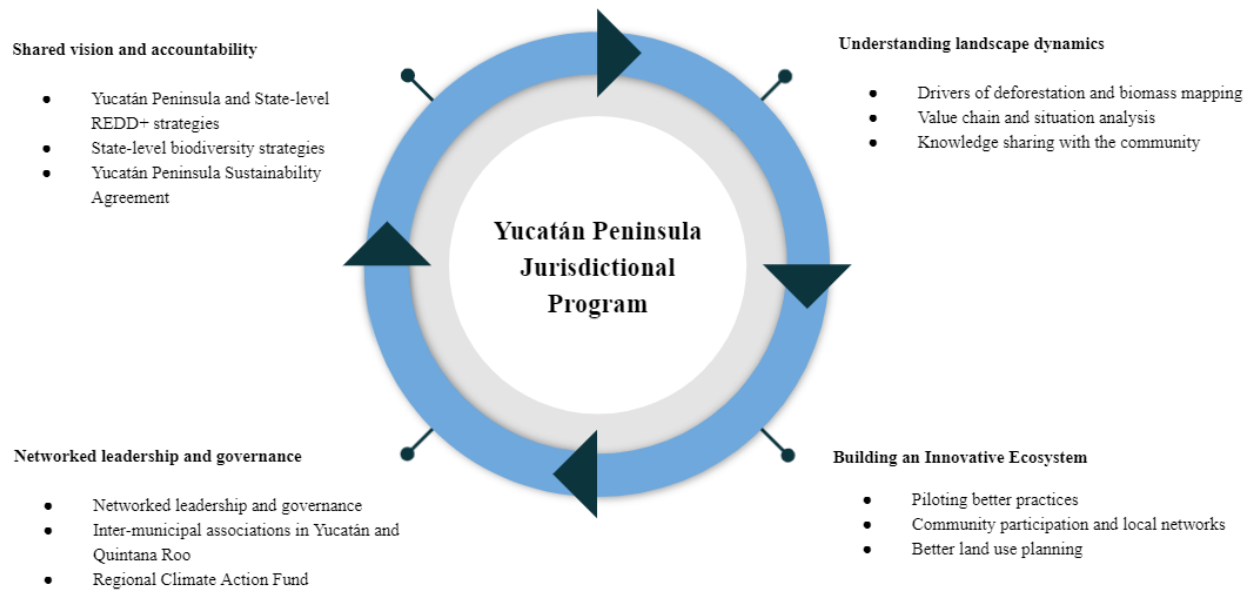 Shared vision and accountability
● Yucatán Peninsula and State-level
REDD+ strategies
● State-level biodiversity strategies
● Yucatán Peninsula Sustainability
Agreement
Understanding landscape dynamics
● Drivers of deforestation and biomass mapping
● Value chain and situation analysis
● Knowledge sharing with the community
Yucatán Peninsula
Jurisdictional
Program
Networked leadership and governance
● Networked leadership and governance
● Inter-municipal associations in Yucatán and
Quintana Roo
● Regional Climate Action Fund
Building an Innovative Ecosystem
● Piloting better practices
● Community participation and local networks
● Better land use planning